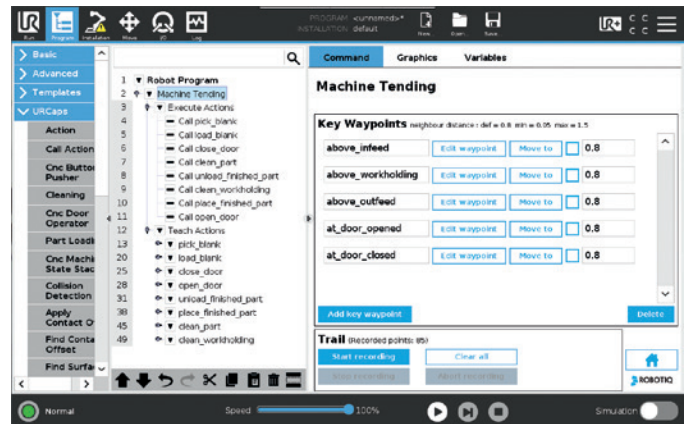 UR
PROGRAM <unnamed>*
INSTALLATION default
Run Program Installation Move I/O Log New... Open... Save...
UR
C C
C C
Basic
Advanced
Templates
URCaps
Action
Call Action
Cnc Button
Pusher
Cleaning
Cnc Door
Operator
Part Loadi
Cnc Machi
State Stac
Collision
Detection
Apply
Contact O
Find Conta
Offset
Find Surfa
1 Robot Program
2 Machine Tending
3 Execute Actions
4 Call pick_blank
5 Call load_blank
6 Call close_door
7 Call clean_part
8 Call unload_finished_part
9 Call clean_workholding
10 Call place_finished_part
11 Call open_door
12 Teach Actions
13 pick_blank
20 load_blank
25 close_door
28 open_door
31 unload_finished_part
38 place_finished_part
45 clean_part
49 clean_workholding
Command Graphics Variables
Machine Tending
Key Waypoints neighbour distance : def = 0.8 min = 0.05 max = 1.5
above_infeed Edit waypoint Move to 0.8
above_workholding Edit waypoint Move to 0.8
above_outfeed Edit waypoint Move to 0.8
at_door_opened Edit waypoint Move to 0.8
at_door_closed Edit waypoint Move to 0.8
Add key waypoint Delete
Trail (Recorded points: 85)
Start recording Clear all
Stop recording Abort recording
ROBOTIQ
Normal Speed 100% Simulation